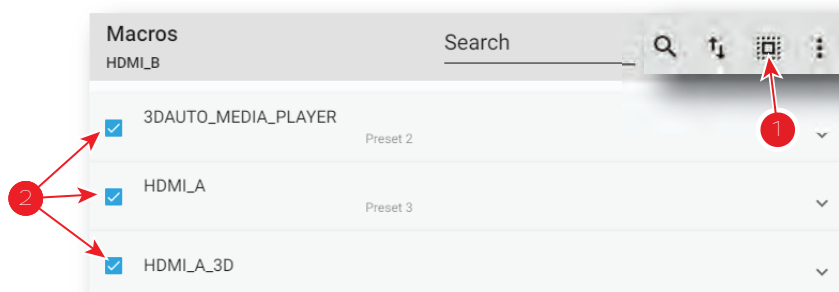 Macros
HDMI_B
Search
1
3DAUTO_MEDIA_PLAYER
Preset 2
2
HDMI_A
Preset 3
HDMI_A_3D